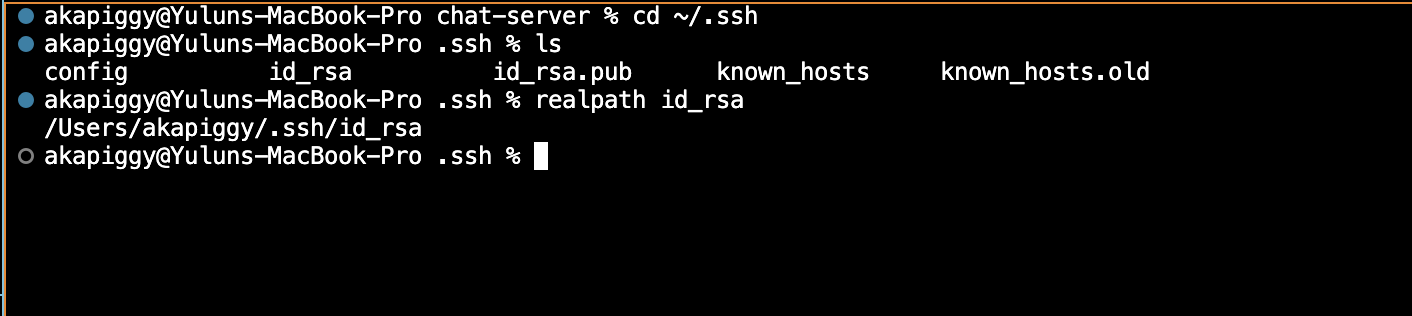 akapiggy@Yuluns-MacBook-Pro chat-server % cd ~/.ssh
akapiggy@Yuluns-MacBook-Pro .ssh % ls
config id_rsa id_rsa.pub known_hosts known_hosts.old
akapiggy@Yuluns-MacBook-Pro .ssh % realpath id_rsa
/Users/akapiggy/.ssh/id_rsa
akapiggy@Yuluns-MacBook-Pro .ssh %